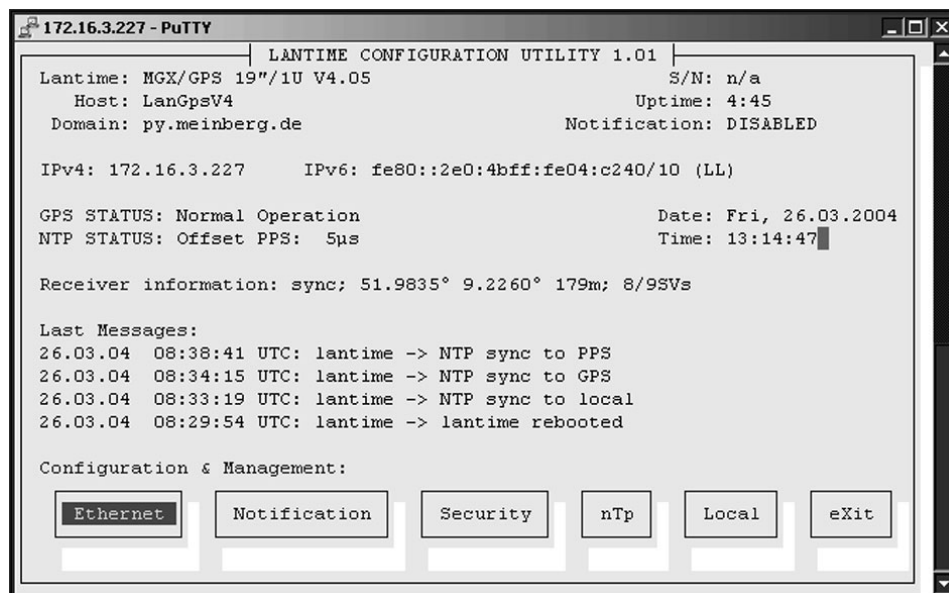 172.16.3.227 - PuTTY
LANTIME CONFIGURATION UTILITY 1.01
Lantime: MGX/GPS 19"/1U V4.05 S/N: n/a
Host: LanGpsV4 Uptime: 4:45
Domain: py.meinberg.de Notification: DISABLED
IPv4: 172.16.3.227 IPv6: fe80::2e0:4bff:fe04:c240/10 (LL)
GPS STATUS: Normal Operation Date: Fri, 26.03.2004
NTP STATUS: Offset PPS: 5µs Time: 13:14:47
Receiver information: sync; 51.9835° 9.2260° 179m; 8/9SVs
Last Messages:
26.03.04 08:38:41 UTC: lantime -> NTP sync to PPS
26.03.04 08:34:15 UTC: lantime -> NTP sync to GPS
26.03.04 08:33:19 UTC: lantime -> NTP sync to local
26.03.04 08:29:54 UTC: lantime -> lantime rebooted
Configuration & Management:
Ethernet Notification Security nTp Local eXit